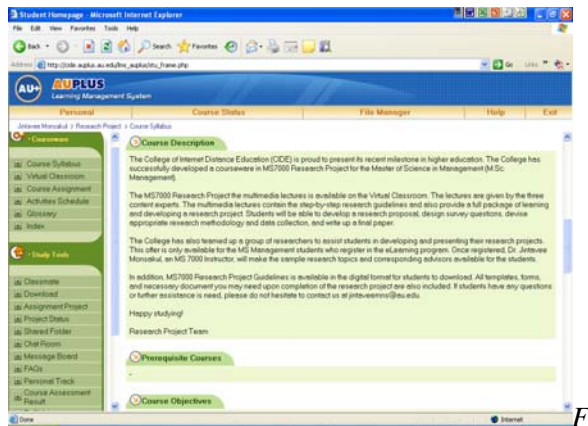 Student Homepage - Microsoft Internet Explorer
File Edit View Favorites Tools Help
Back Search Favorites
Address http://cide.auplus.au.edu/lms_auplus/stu_frame.php Go Links
AU+ AUPLUS
Learning Management System
Personal Course Status File Manager Help Exit
Jintavee Monsakul > Research Project > Course Syllabus
Courseware
Course Syllabus
Virtual Classroom
Course Assignment
Activities Schedule
Glossary
Index
Study Tools
Classmate
Download
Assignment Project
Project Status
Shared Folder
Chat Room
Message Board
FAQs
Personal Track
Course Assessment
Result
Course Description
The College of Internet Distance Education (CIDE) is proud to present its recent milestone in higher education. The College has
successfully developed a courseware in MS7000 Research Project for the Master of Science in Management (M.Sc.
Management).
The MS7000 Research Project the multimedia lectures is available on the Virtual Classroom. The lectures are given by the three
content experts. The multimedia lectures contain the step-by-step research guidelines and also provide a full package of learning
and developing a research project. Students will be able to develop a research proposal, design survey questions, devise
appropriate research methodology and data collection, and write up a final paper.
The College has also teamed up a group of researchers to assist students in developing and presenting their research projects.
This offer is only available for the MS Management students who register in the eLearning program. Once registered, Dr. Jintavee
Monsakul, an MS 7000 Instructor, will make the sample research topics and corresponding advisors available for the students.
In addition, MS7000 Research Project Guidelines is available in the digital format for students to download. All templates, forms,
and necessary document you may need upon completion of the research project are also included. If students have any questions
or further assistance is need, please do not hesitate to contact us at jintaveemns@au.edu.
Happy studying!
Research Project Team
Prerequisite Courses
-
Course Objectives
Done Internet
F